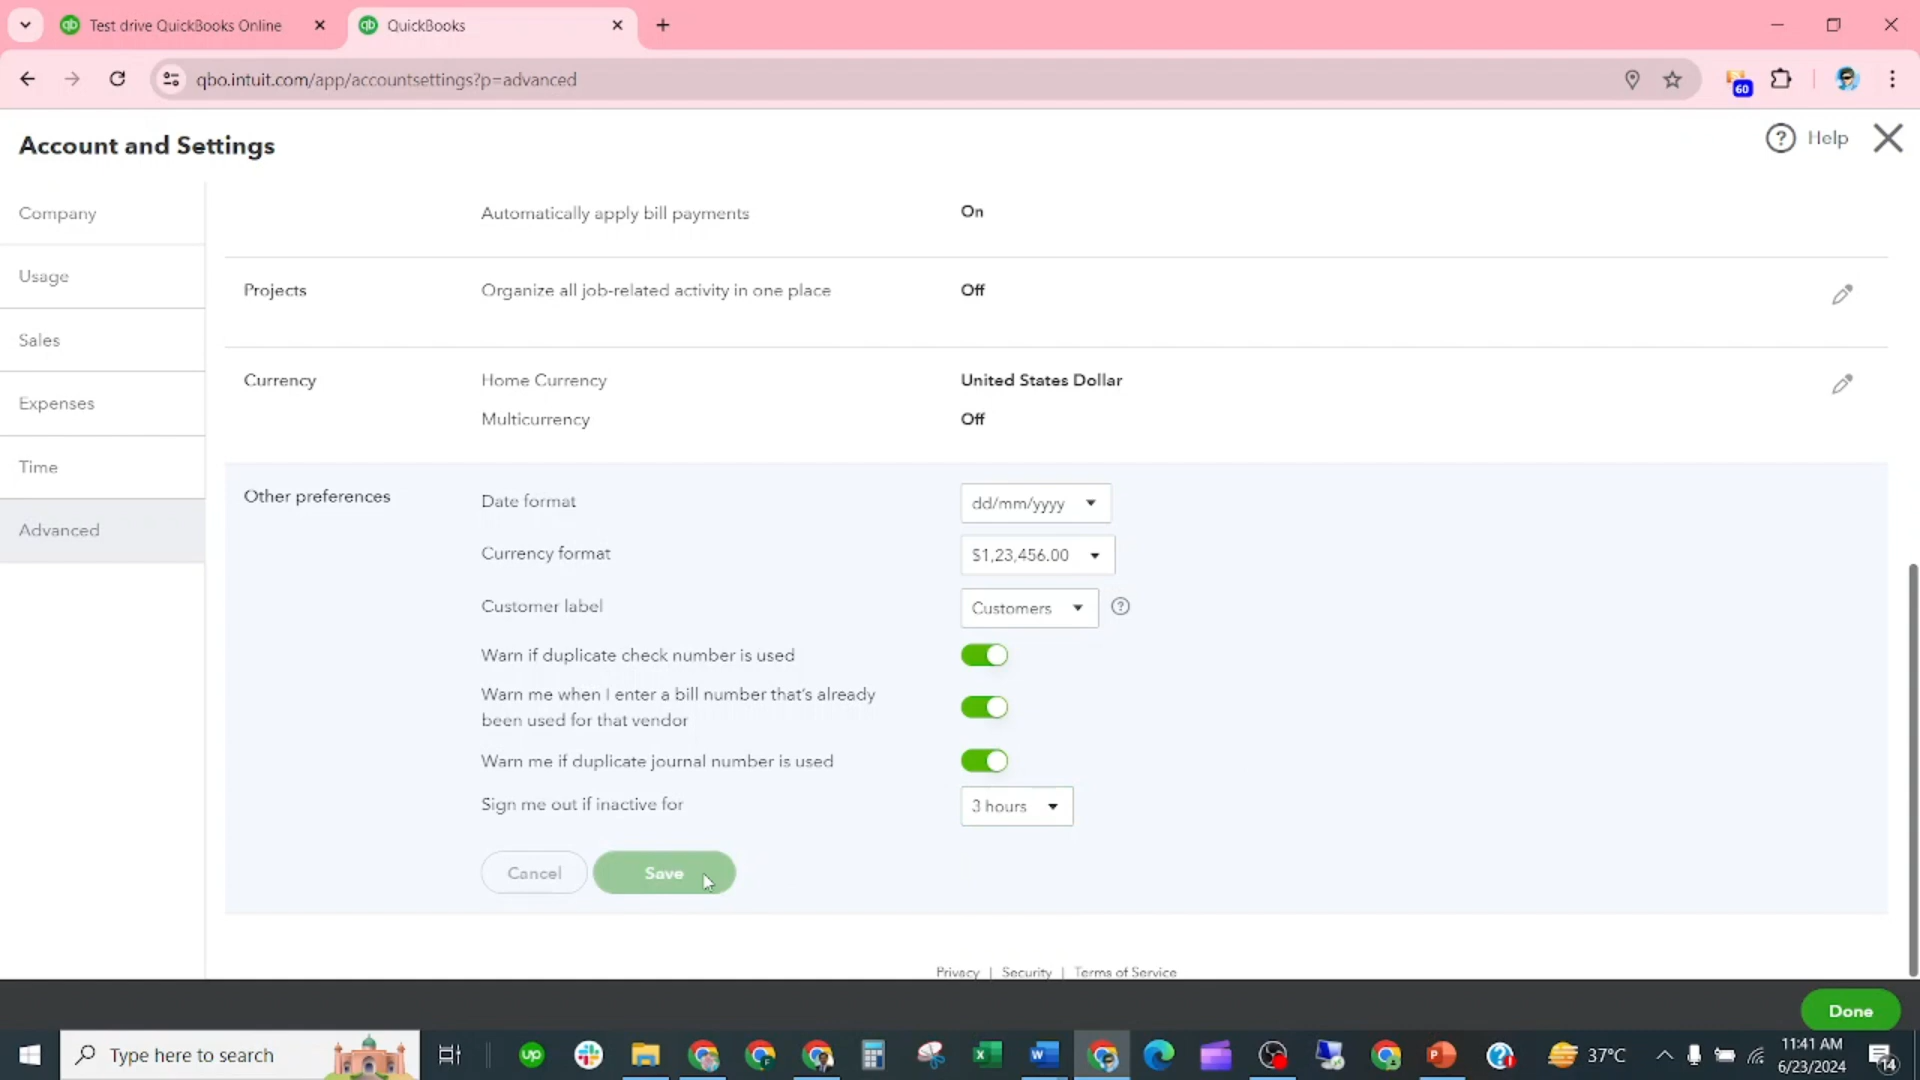 Test drive QuickBooks Online
QuickBooks
qbo.intuit.com/app/accountsettings?p=advanced
60
Account and Settings
? Help
Company
Usage
Sales
Expenses
Time
Advanced
Automatically apply bill payments On
Projects Organize all job-related activity in one place Off
Currency Home Currency United States Dollar
Multicurrency Off
Other preferences Date format dd/mm/yyyy
Currency format $1,23,456.00
Customer label Customers ?
Warn if duplicate check number is used
Warn me when I enter a bill number that's already
been used for that vendor
Warn me if duplicate journal number is used
Sign me out if inactive for 3 hours
Cancel Save
Privacy | Security | Terms of Service
Done
Type here to search
up
37°C
11:41 AM
6/23/2024
14